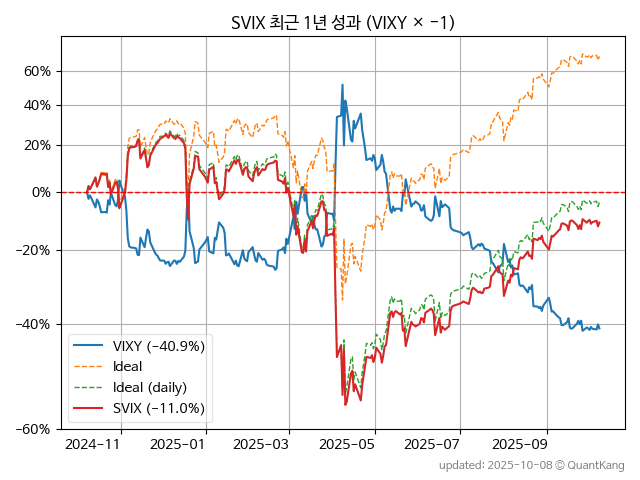 SVIX 최근 1년 성과 (VIXY × −1)
60%
40%
20%
0%
−20%
−40%
−60%
VIXY (−40.9%)
Ideal
Ideal (daily)
SVIX (−11.0%)
2024−11
2025−01
2025−03
2025−05
2025−07
2025−09
updated: 2025-10-08 © QuantKang